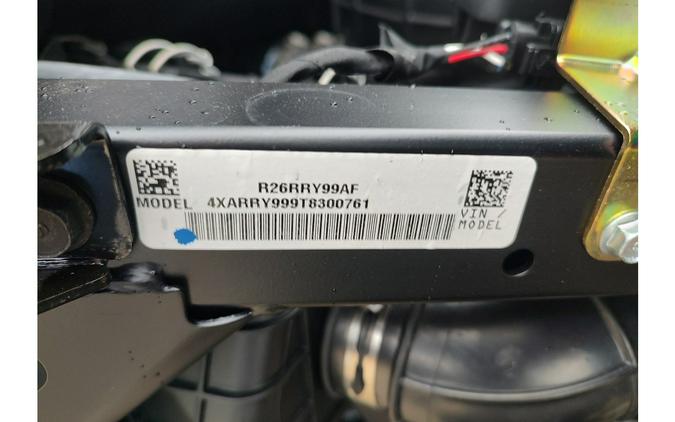 R26RRY99AF
MODEL 4XARRY999T8300761
VIN /
MODEL